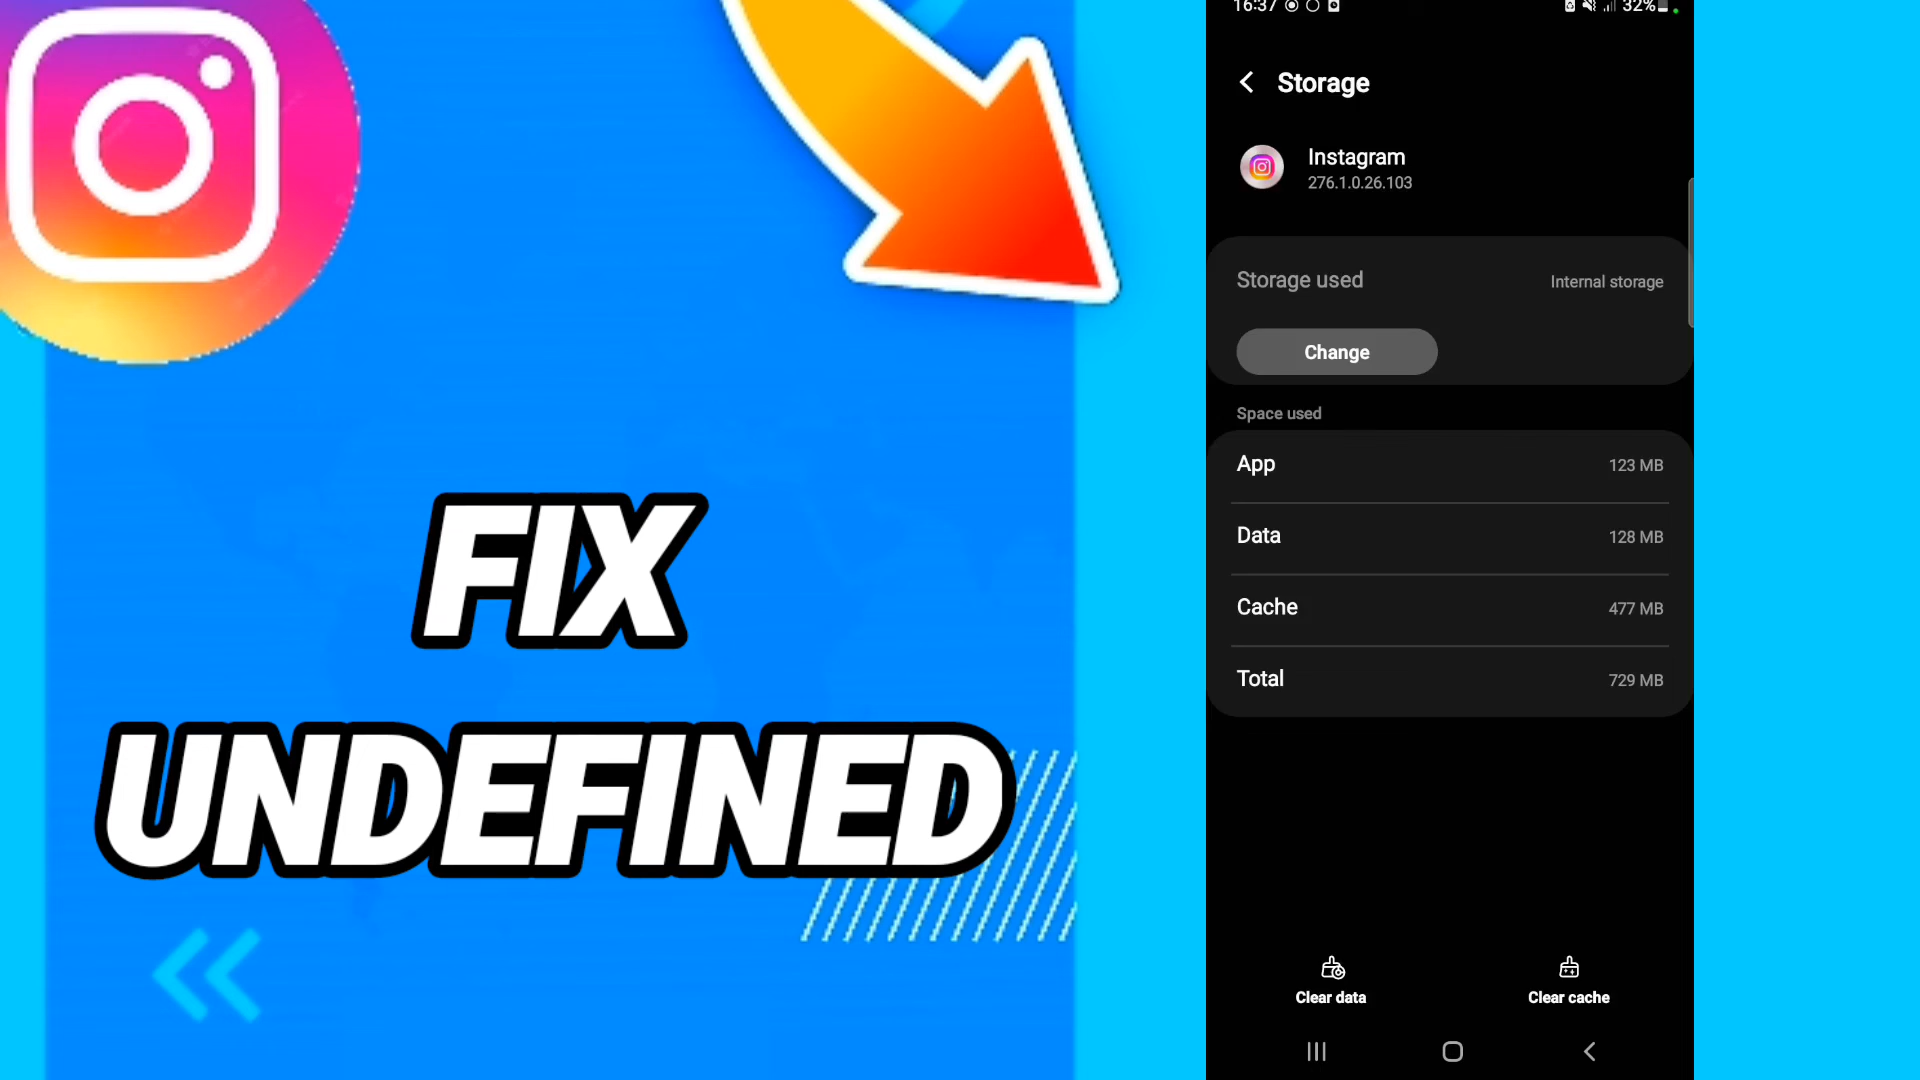 FIX
UNDEFINED
16:37
32%
Storage
Instagram
276.1.0.26.103
Storage used
Internal storage
Change
Space used
App
123 MB
Data
128 MB
Cache
477 MB
Total
729 MB
Clear data
Clear cache